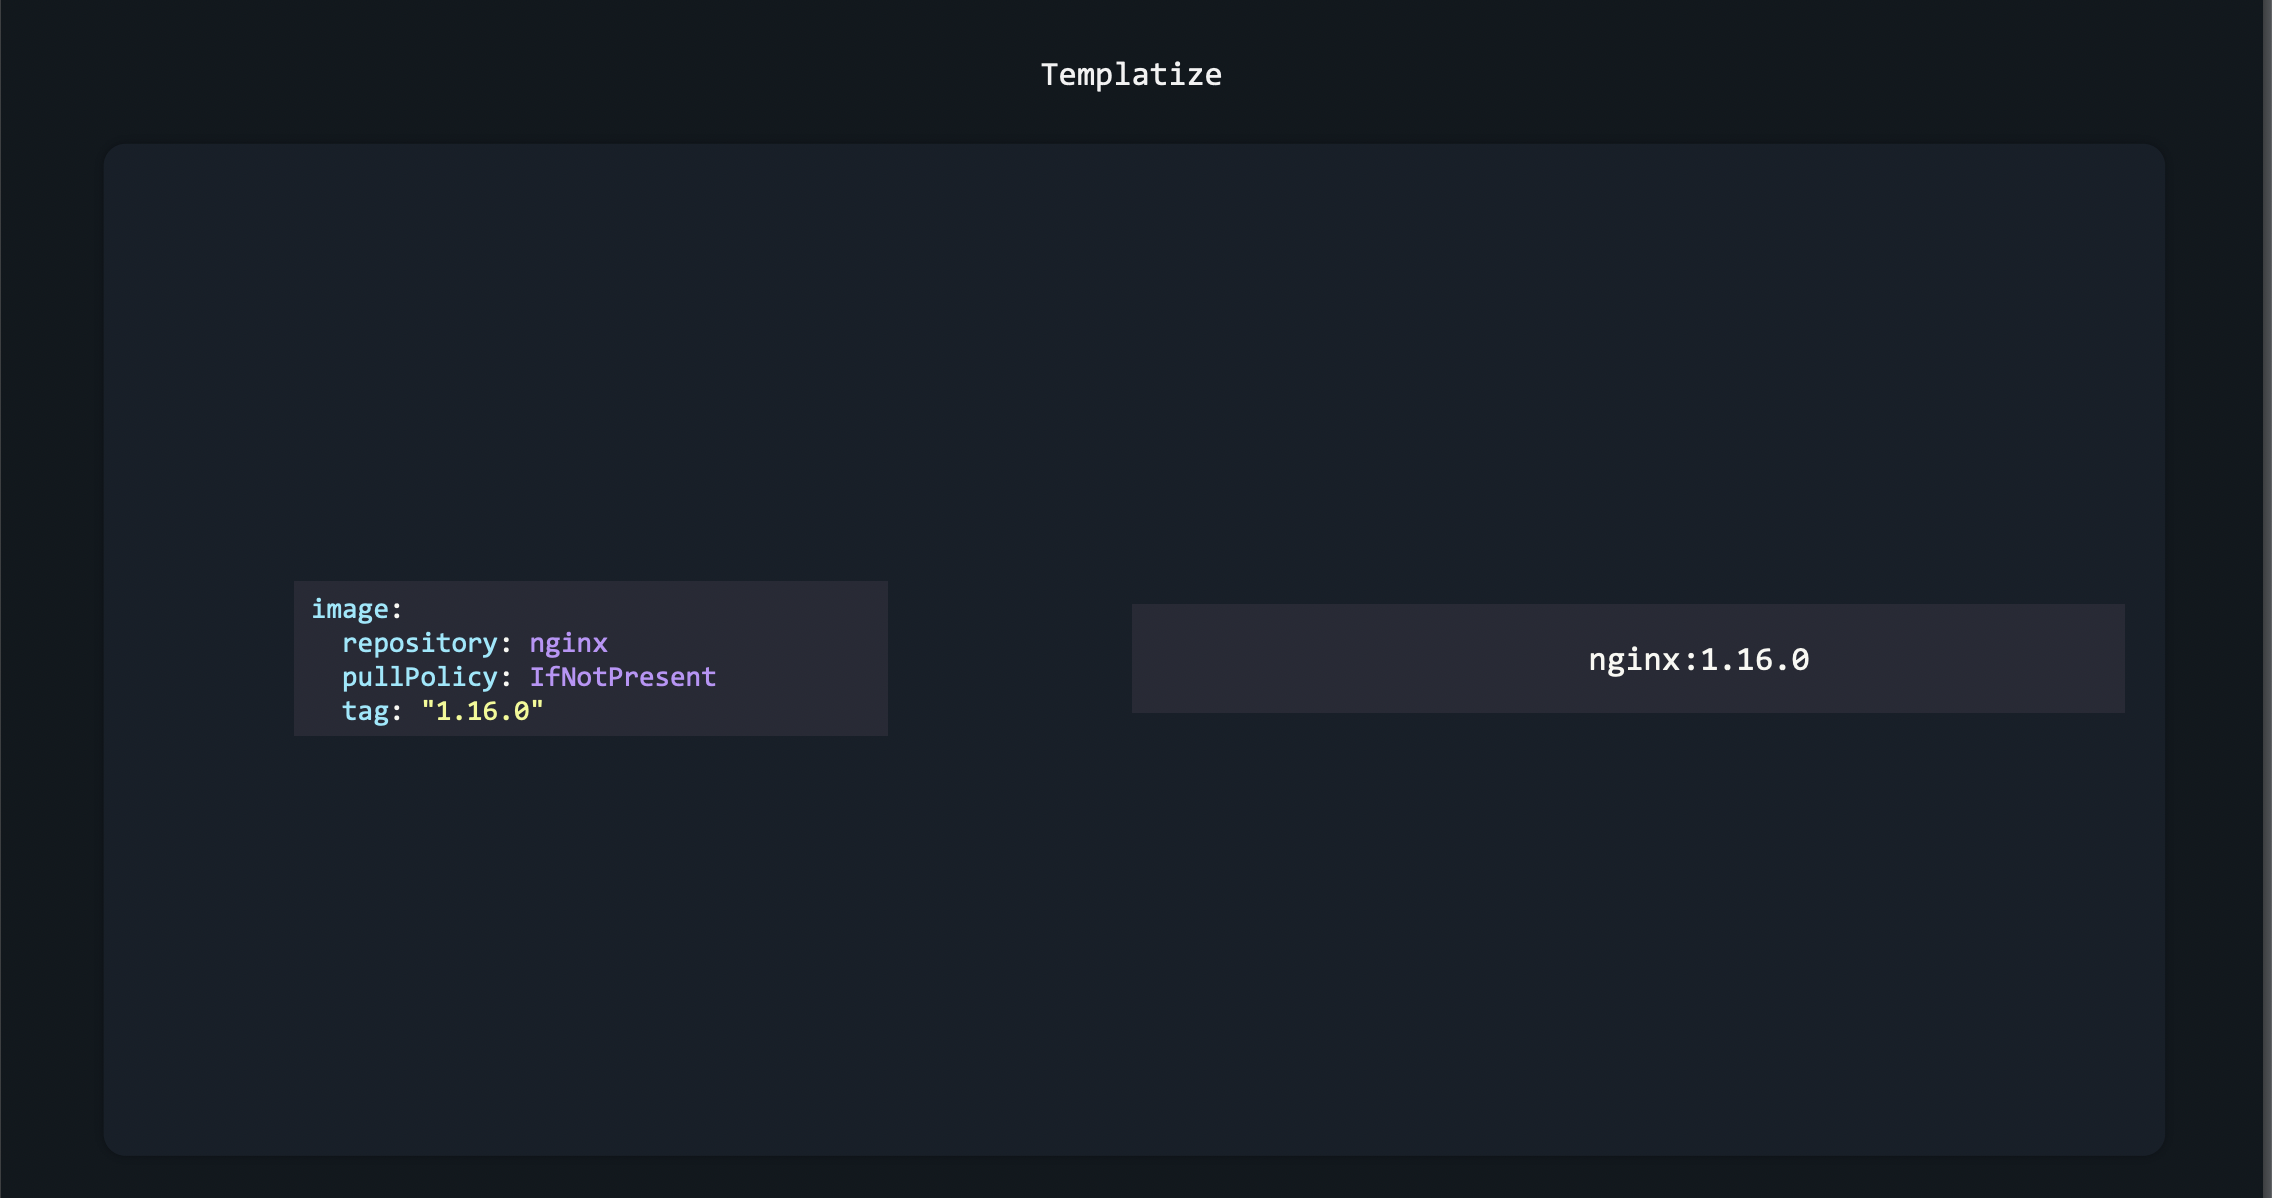 Templatize
image:
  repository: nginx
  pullPolicy: IfNotPresent
  tag: "1.16.0"
nginx:1.16.0